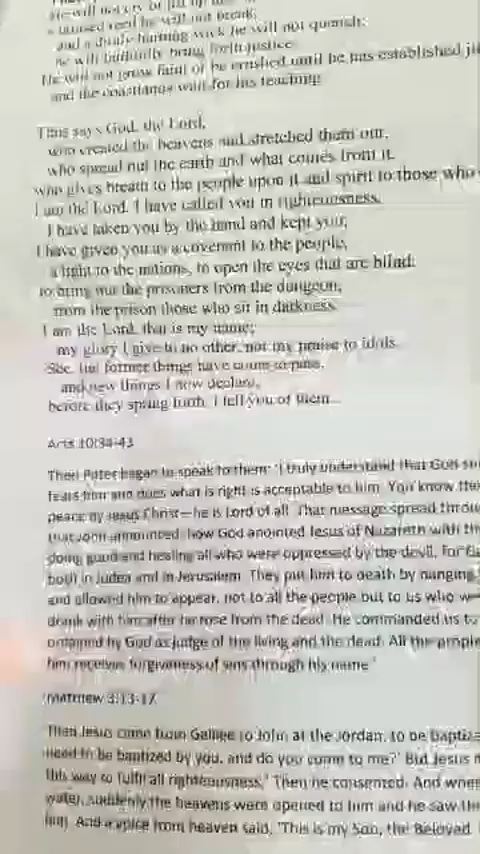 He will not cry or lift up his
a bruised reed he will not break,
and a dimly burning wick he will not quench;
he will faithfully bring forth justice.
He will not grow faint or be crushed until he has established
and the coastlands wait for his teaching.
Thus says God, the Lord,
who created the heavens and stretched them out,
who spread out the earth and what comes from it,
who gives breath to the people upon it and spirit to those who
I am the Lord, I have called you in righteousness,
I have taken you by the hand and kept you;
I have given you as a covenant to the people,
a light to the nations, to open the eyes that are blind,
to bring out the prisoners from the dungeon,
from the prison those who sit in darkness.
I am the Lord, that is my name;
my glory I give to no other, nor my praise to idols.
See, the former things have come to pass,
and new things I now declare;
before they spring forth, I tell you of them.
Acts 10:34-43
Then Peter began to speak to them: 'I truly understand that God
fears him and does what is right is acceptable to him. You know the
peace by Jesus Christ—he is Lord of all. That message spread
that John announced: how God anointed Jesus of Nazareth with the
doing good and healing all who were oppressed by the devil, for
both in Judea and in Jerusalem. They put him to death by hanging
and allowed him to appear, not to all the people but to us who
drank with him after he rose from the dead. He commanded us to
ordained by God as judge of the living and the dead. All the
him receives forgiveness of sins through his name.'
Matthew 3:13-17
Then Jesus came from Galilee to John at the Jordan, to be
need to be baptized by you, and do you come to me?' But Jesus
this way to fulfil all righteousness.' Then he consented. And
water, suddenly the heavens were opened to him and he saw the
him. And a voice from heaven said, 'This is my Son, the Beloved